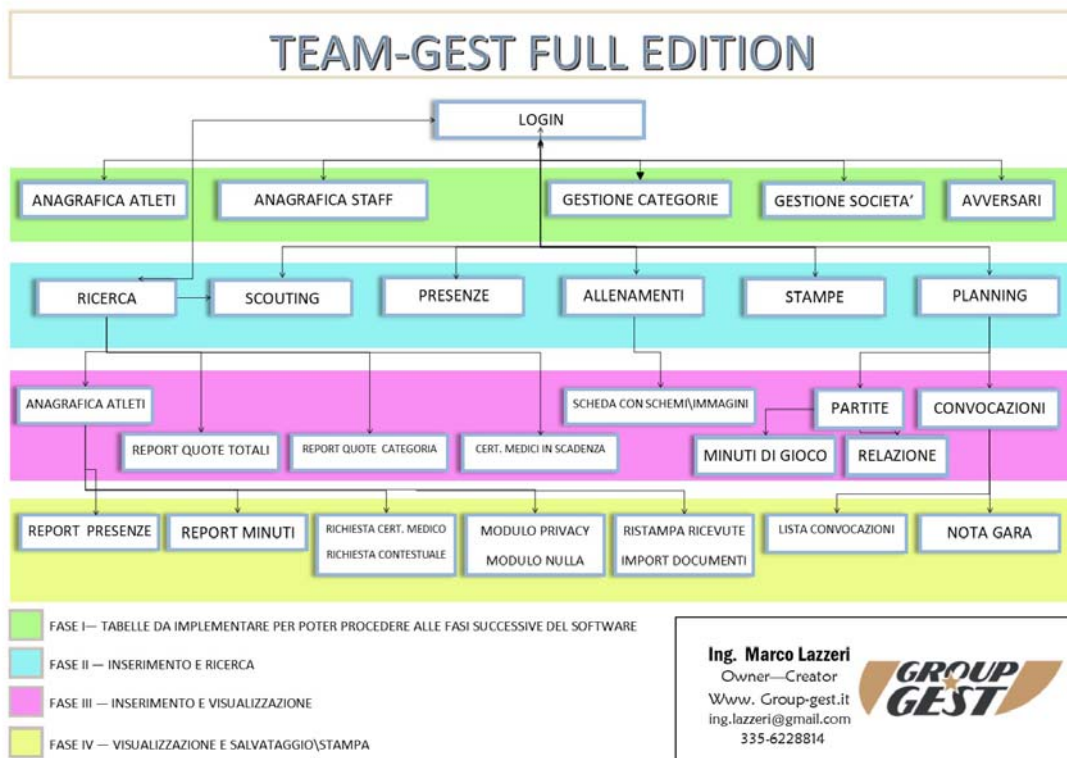 TEAM-GEST FULL EDITION
LOGIN
ANAGRAFICA ATLETI
ANAGRAFICA STAFF
GESTIONE CATEGORIE
GESTIONE SOCIETA’
AVVERSARI
RICERCA
SCOUTING
PRESENZE
ALLENAMENTI
STAMPE
PLANNING
ANAGRAFICA ATLETI
SCHEDA CON SCHEMI\IMMAGINI
PARTITE
CONVOCAZIONI
REPORT QUOTE TOTALI
REPORT QUOTE CATEGORIA
CERT. MEDICI IN SCADENZA
MINUTI DI GIOCO
RELAZIONE
REPORT PRESENZE
REPORT MINUTI
RICHIESTA CERT. MEDICO
RICHIESTA CONTESTUALE
MODULO PRIVACY
MODULO NULLA
RISTAMPA RICEVUTE
IMPORT DOCUMENTI
LISTA CONVOCAZIONI
NOTA GARA
FASE I— TABELLE DA IMPLEMENTARE PER POTER PROCEDERE ALLE FASI SUCCESSIVE DEL SOFTWARE
FASE II — INSERIMENTO E RICERCA
FASE III — INSERIMENTO E VISUALIZZAZIONE
FASE IV — VISUALIZZAZIONE E SALVATAGGIO\STAMPA
Ing. Marco Lazzeri
Owner—Creator
Www. Group-gest.it
ing.lazzeri@gmail.com
335-6228814
GROUP
GEST